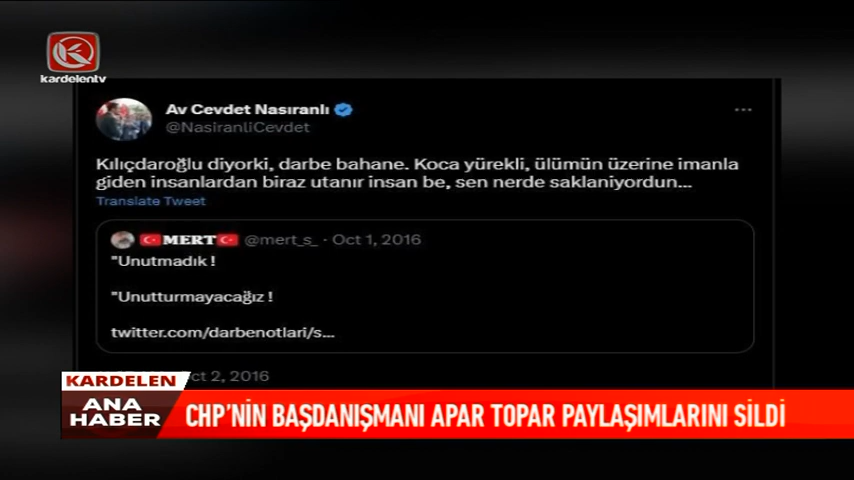 kardelentv
Av Cevdet Nasıranlı
@NasiranliCevdet
Kılıçdaroğlu diyorki, darbe bahane. Koca yürekli, ülümün üzerine imanla
giden insanlardan biraz utanır insan be, sen nerde saklaniyordun...
Translate Tweet
MERT @mert_s_ · Oct 1, 2016
"Unutmadık !
"Unutturmayacağız !
twitter.com/darbenotlari/s...
ct 2, 2016
KARDELEN
ANA
HABER
CHP'NİN BAŞDANIŞMANI APAR TOPAR PAYLAŞIMLARINI SİLDİ